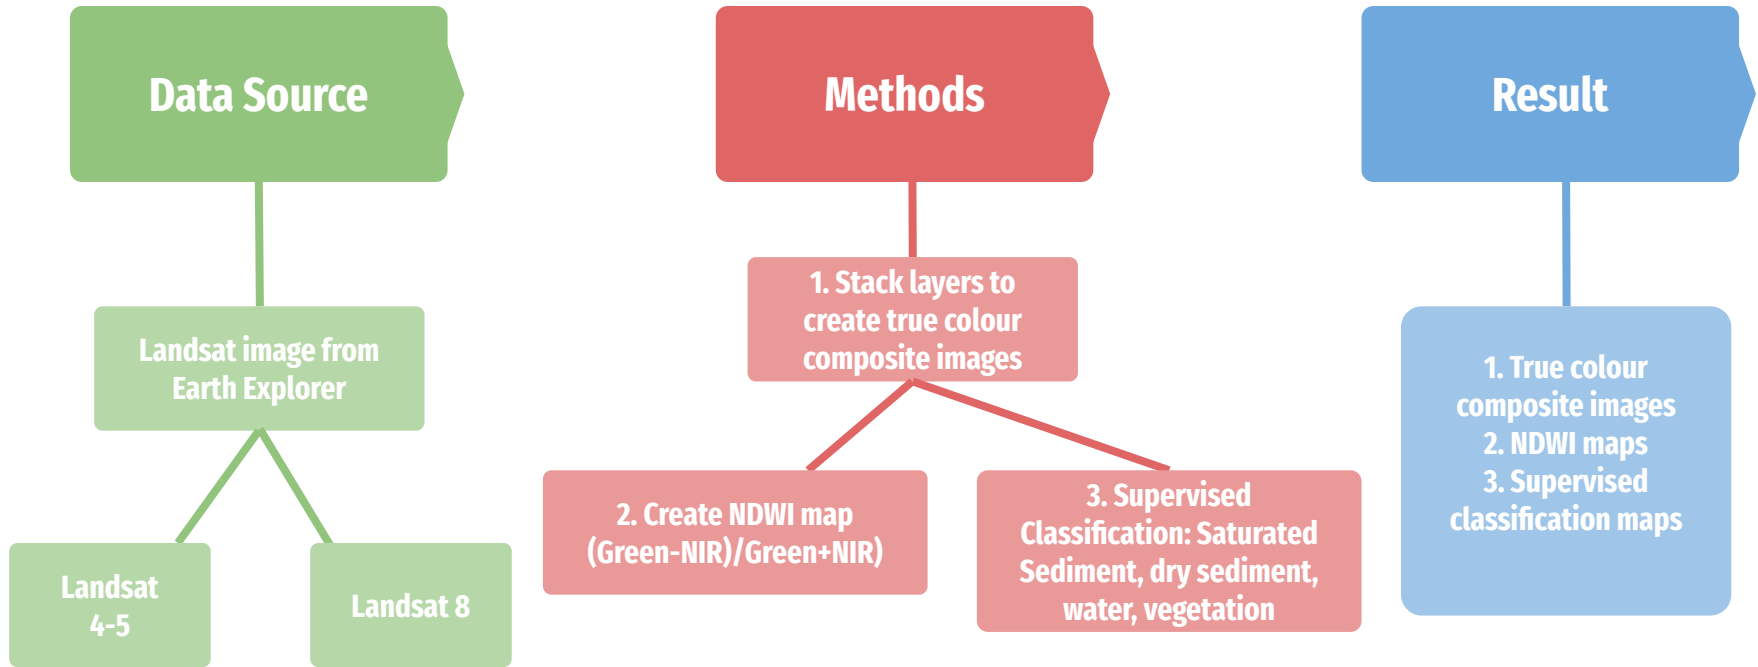 Data Source
Methods
Result
Landsat image from
Earth Explorer
Landsat
4-5
Landsat 8
1. Stack layers to
create true colour
composite images
2. Create NDWI map
(Green-NIR)/Green+NIR)
3. Supervised
Classification: Saturated
Sediment, dry sediment,
water, vegetation
1. True colour
composite images
2. NDWI maps
3. Supervised
classification maps